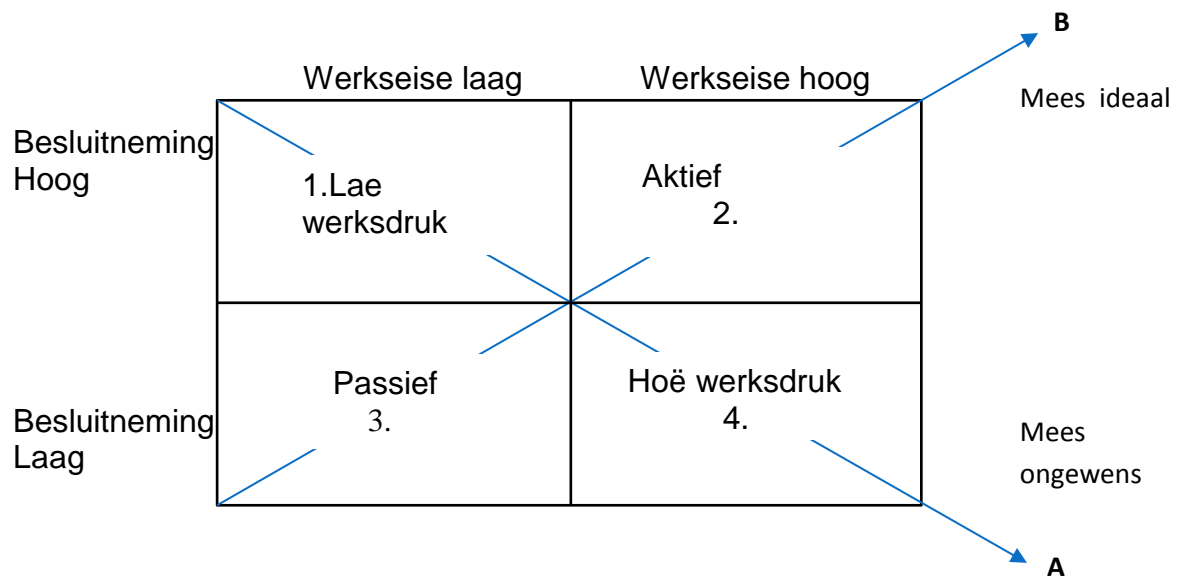 B
Werkseise laag
Werkseise hoog
Mees ideaal
Besluitneming
Hoog
1.Lae
werksdruk
Aktief
2.
Passief
3.
Hoë werksdruk
4.
Besluitneming
Laag
Mees
ongewens
A